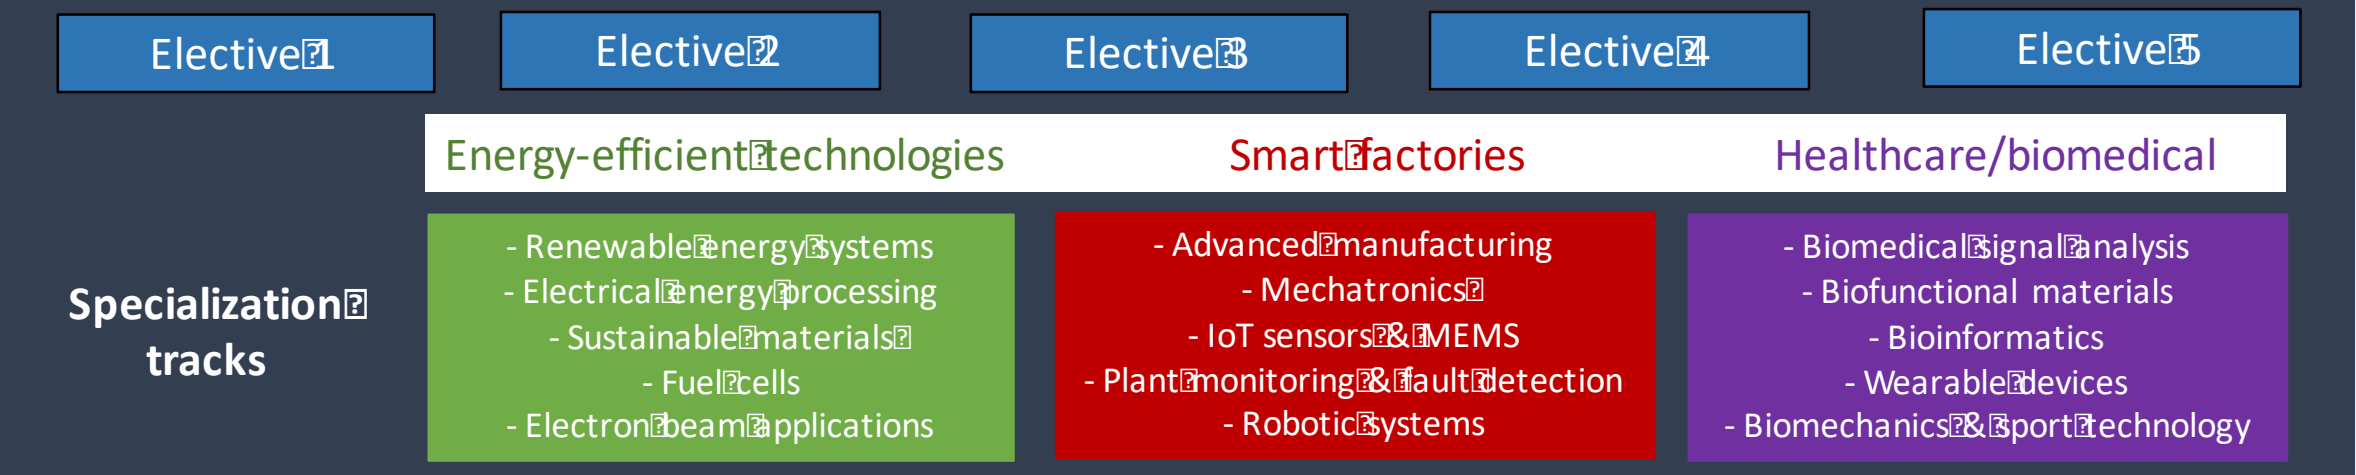 Elective 1
Elective 2
Elective 3
Elective 4
Elective 5
Energy-efficient technologies
Smart factories
Healthcare/biomedical
Specialization
tracks
- Renewable energy systems
- Electrical energy processing
- Sustainable materials
- Fuel cells
- Electron beam applications
- Advanced manufacturing
- Mechatronics
- IoT sensors & MEMS
- Plant monitoring & fault detection
- Robotic systems
- Biomedical signal analysis
- Biofunctional materials
- Bioinformatics
- Wearable devices
- Biomechanics & sport technology